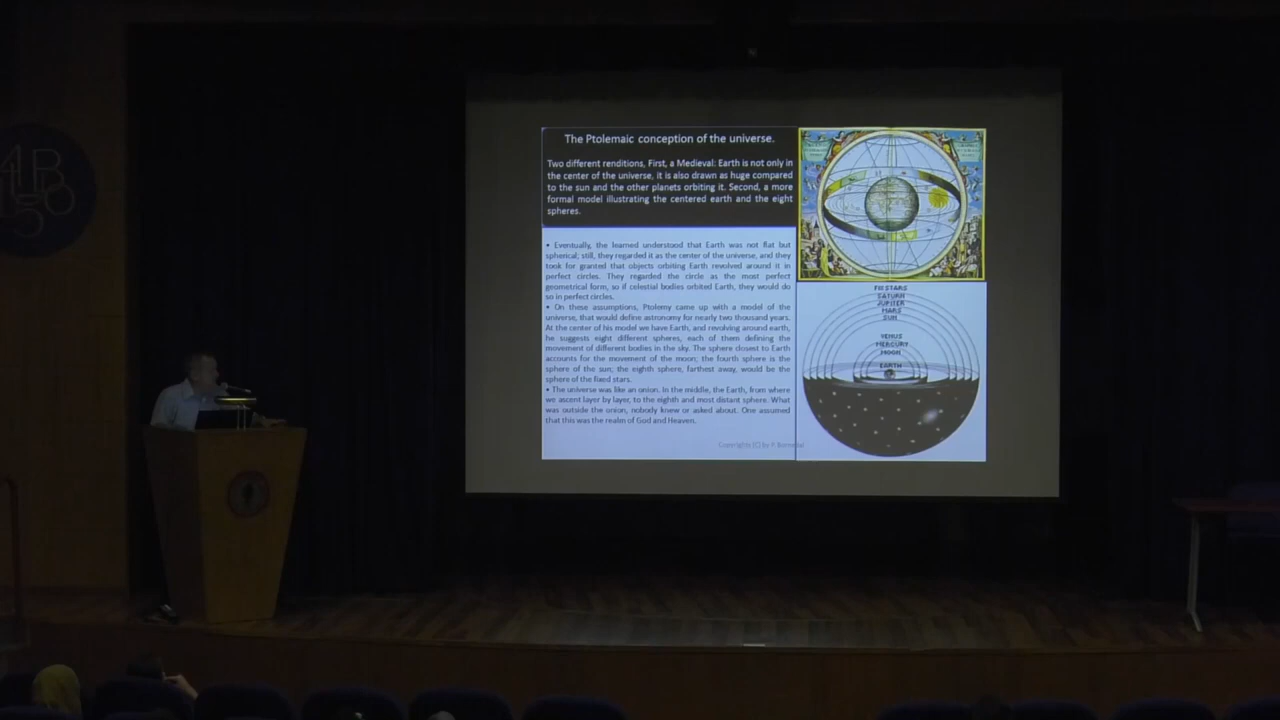 The Ptolemaic conception of the universe.
Two different renditions, First, a Medieval: Earth is not only in
the center of the universe, it is also drawn as huge compared
to the sun and the other planets orbiting it. Second, a more
formal model illustrating the centered earth and the eight
spheres.
• Eventually, the learned understood that Earth was not flat but
spherical; still, they regarded it as the center of the universe, and they
took for granted that objects orbiting Earth revolved around it in
perfect circles. They regarded the circle as the most perfect
geometrical form, so if celestial bodies orbited Earth, they would do
so in perfect circles.
• On these assumptions, Ptolemy came up with a model of the
universe, that would define astronomy for nearly two thousand years.
At the center of his model we have Earth, and revolving around earth,
he suggests eight different spheres, each of them defining the
movement of different bodies in the sky. The sphere closest to Earth
accounts for the movement of the moon; the fourth sphere is the
sphere of the sun; the eighth sphere, farthest away, would be the
sphere of the fixed stars.
• The universe was like an onion. In the middle, the Earth, from where
we ascent layer by layer, to the eighth and most distant sphere. What
was outside the onion, nobody knew or asked about. One assumed
that this was the realm of God and Heaven.
Copyrights (C) by P.
STARS
SATURN
JUPITER
MARS
SUN
VENUS
MERCURY
MOON
EARTH